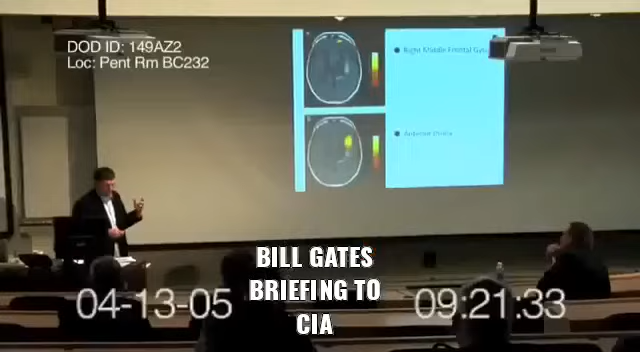 DOD ID: 149AZ2
Loc: Pent Rm BC232
Right Middle Frontal
BILL GATES
BRIEFING TO
CIA
04-13-05
09:21:33